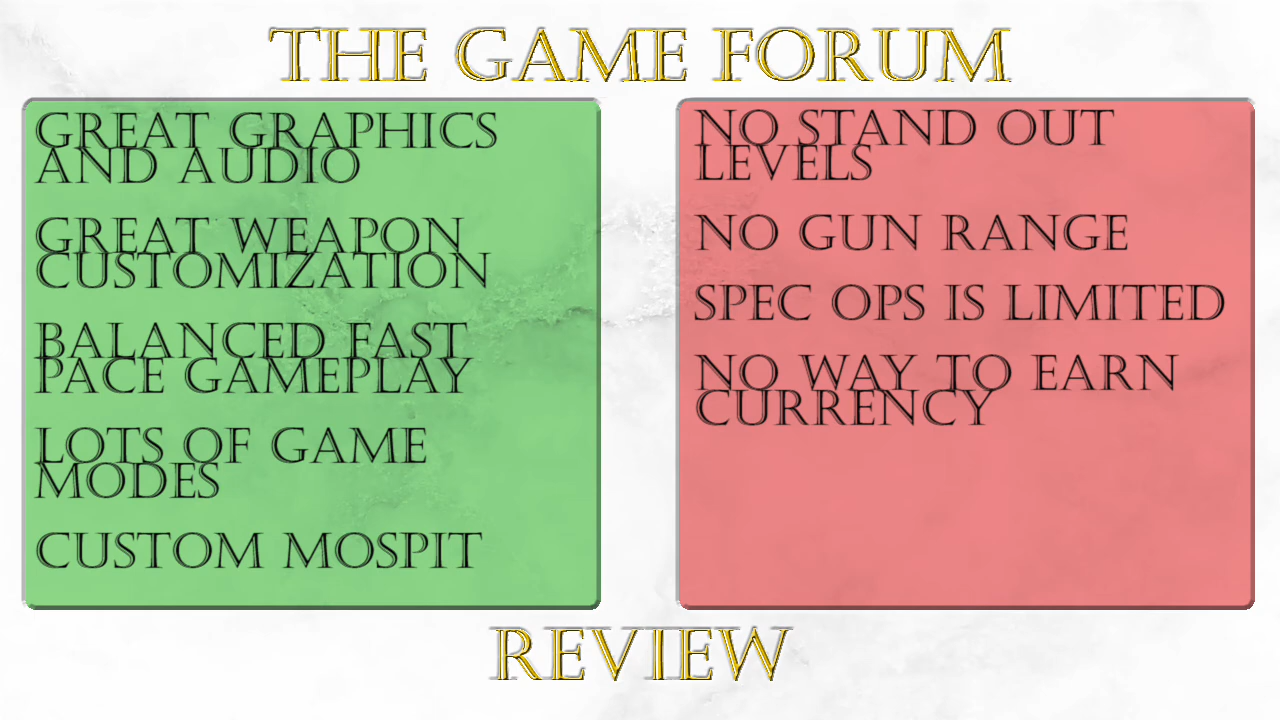 THE GAME FORUM
GREAT GRAPHICS
AND AUDIO
GREAT WEAPON
CUSTOMIZATION
BALANCED FAST
PACE GAMEPLAY
LOTS OF GAME
MODES
CUSTOM MOSPIT
NO STAND OUT
LEVELS
NO GUN RANGE
SPEC OPS IS LIMITED
NO WAY TO EARN
CURRENCY
REVIEW